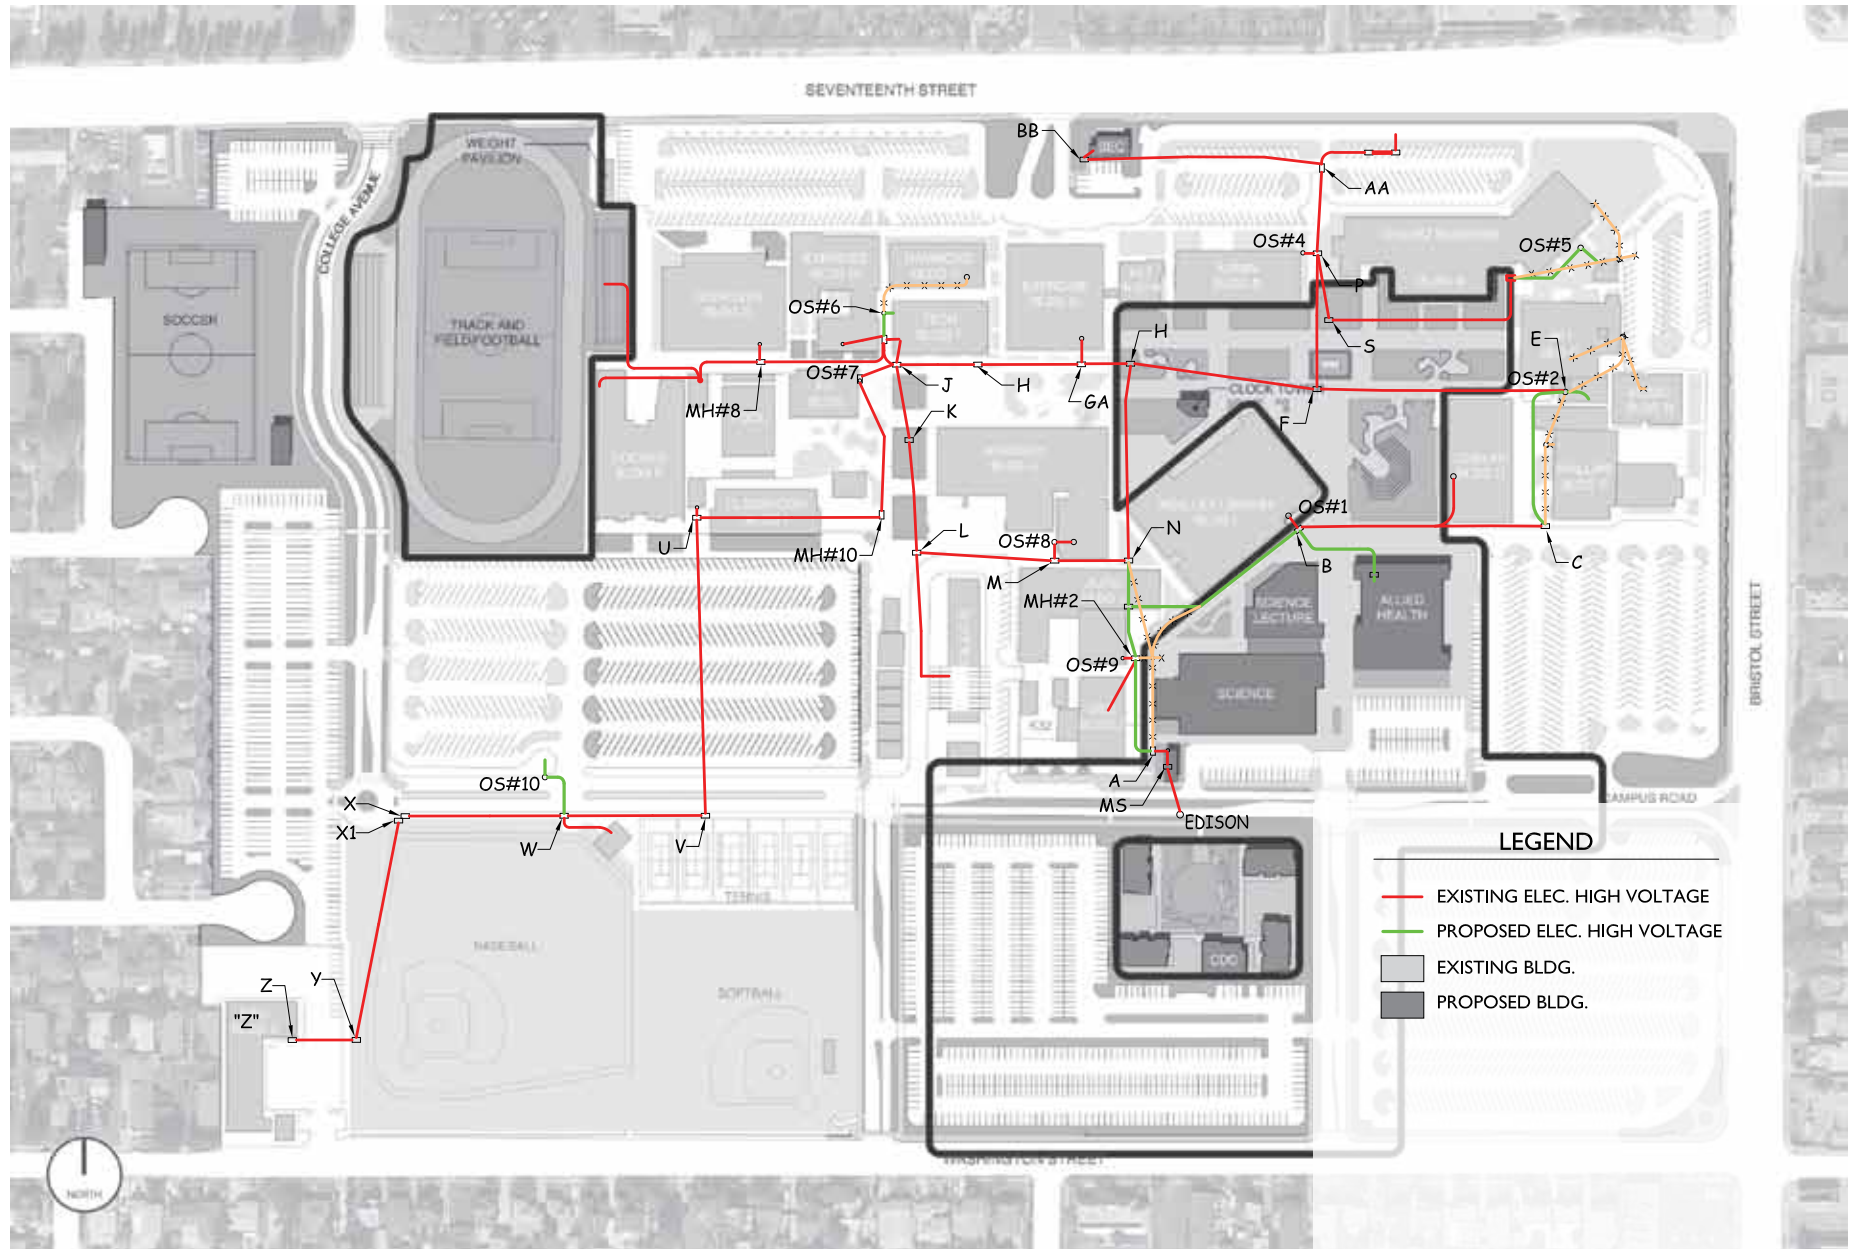 SEVENTEENTH STREET
BB
WEIGHT
PAVILION
AA
COLLEGE AVENUE
OS#4
OS#5
P
OS#6
SOCCER
TRACK AND
FIELD/FOOTBALL
S
E
H
OS#7
J
H
OS#2
MH#8
GA
CLOCK TOWER
K
F
OS#1
L
N
U
MH#10
OS#8
M
B
C
MH#2
SCIENCE
LECTURE
ALLIED
HEALTH
OS#9
SCIENCE
BRISTOL STREET
A
OS#10
MS
CAMPUS ROAD
X
X1
EDISON
W
V
LEGEND
TENNIS
EXISTING ELEC. HIGH VOLTAGE
PROPOSED ELEC. HIGH VOLTAGE
BASEBALL
CDC
EXISTING BLDG.
Z
Y
SOFTBALL
PROPOSED BLDG.
"Z"
WASHINGTON STREET
NORTH